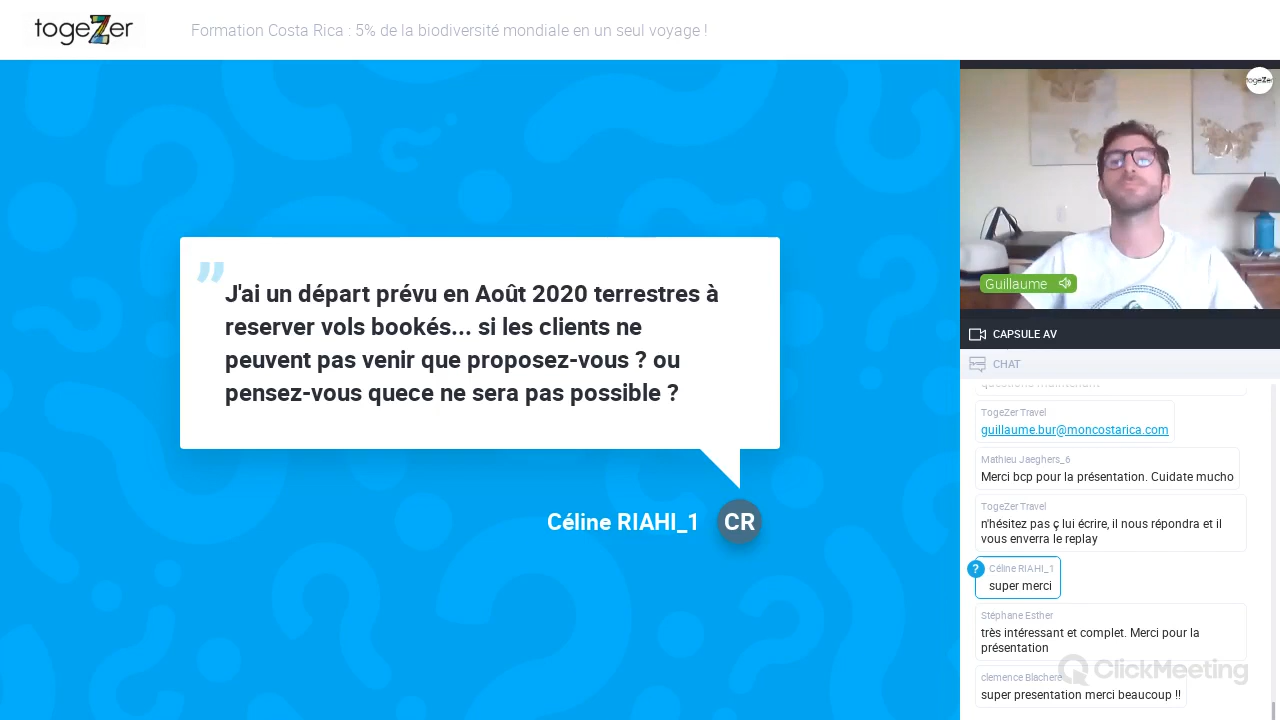 togeZer
Formation Costa Rica : 5% de la biodiversité mondiale en un seul voyage !
togeZer
Guillaume
"
J'ai un départ prévu en Août 2020 terrestres à
reserver vols bookés... si les clients ne
peuvent pas venir que proposez-vous ? ou
pensez-vous quece ne sera pas possible ?
Céline RIAHI_1 CR
CAPSULE AV
CHAT
questions maintenant
TogeZer Travel
guillaume.bur@moncostarica.com
Mathieu Jaeghers_6
Merci bcp pour la présentation. Cuidate mucho
TogeZer Travel
n'hésitez pas ç lui écrire, il nous répondra et il
vous enverra le replay
? Céline RIAHI_1
super merci
Stéphane Esther
très intéressant et complet. Merci pour la
présentation
ClickMeeting
clemence Blachere
super presentation merci beaucoup !!